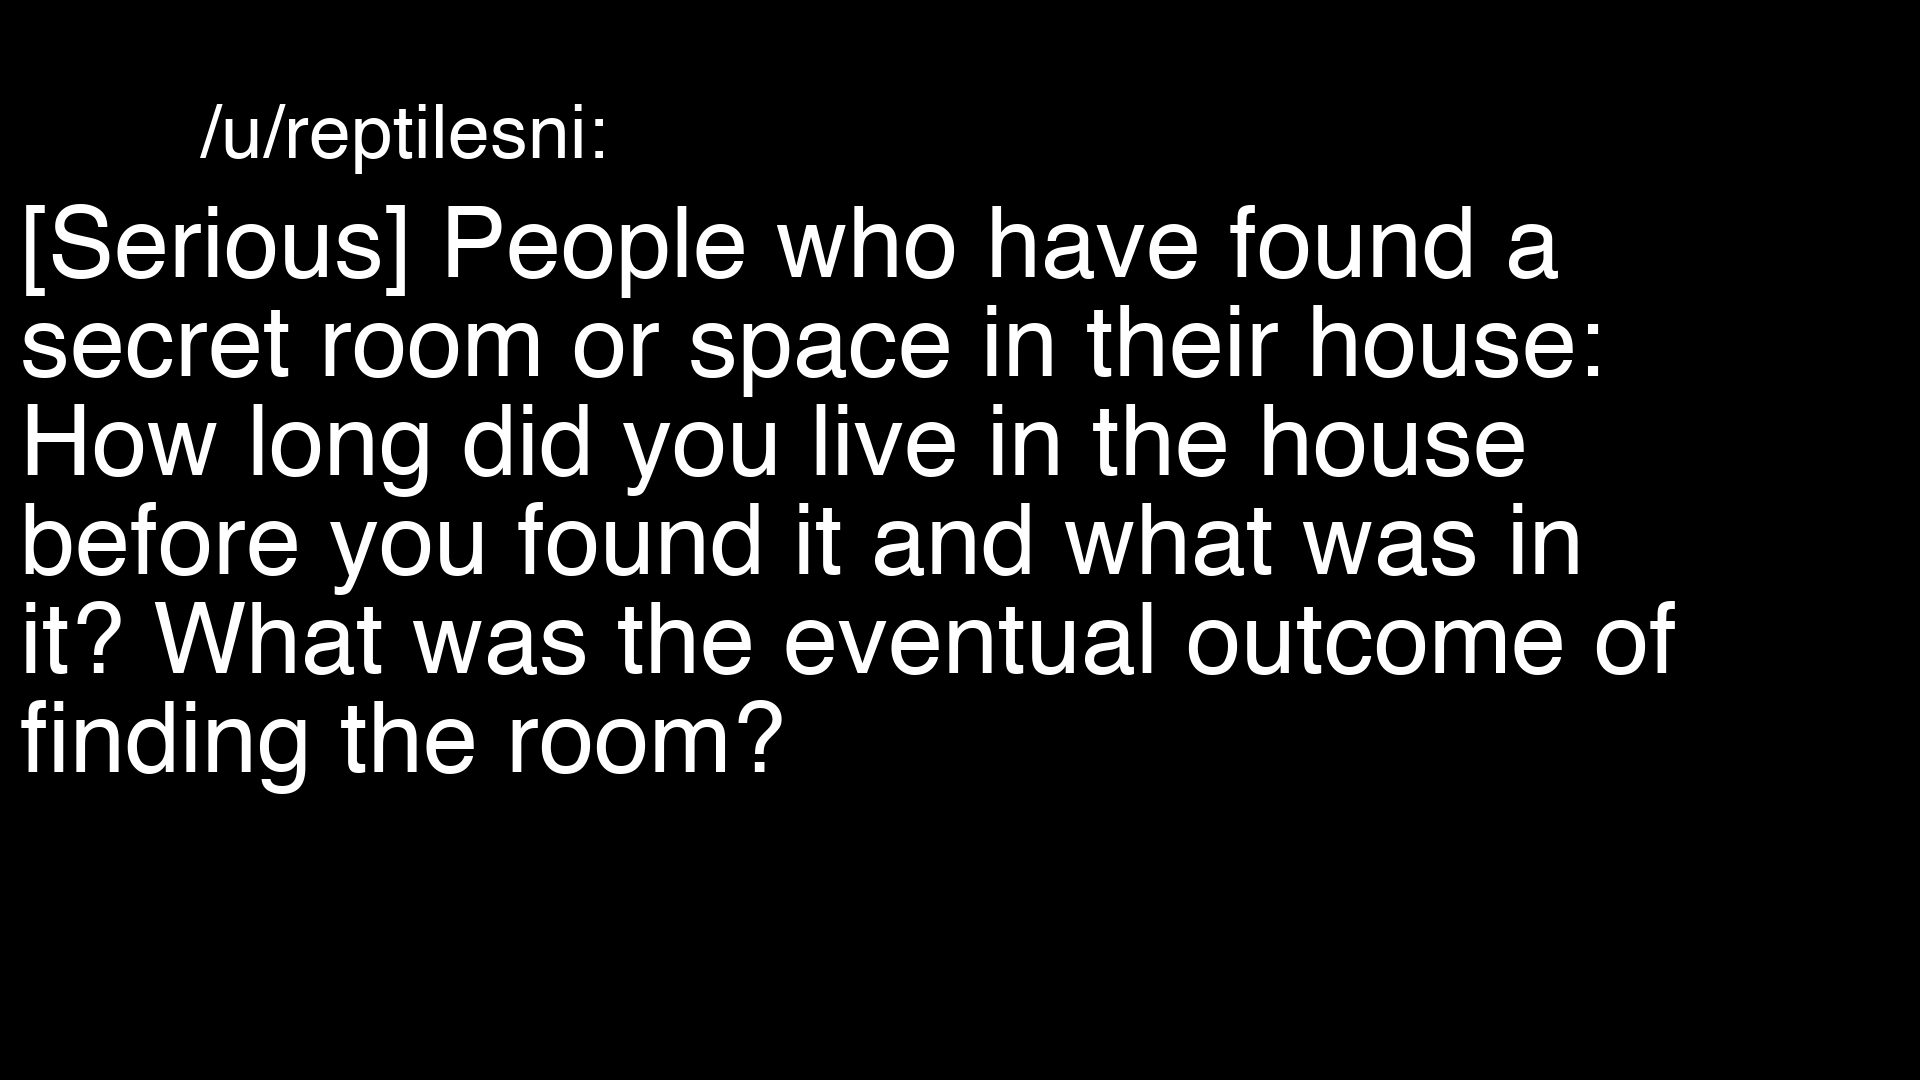 /u/reptilesni:
[Serious] People who have found a
secret room or space in their house:
How long did you live in the house
before you found it and what was in
it? What was the eventual outcome of
finding the room?